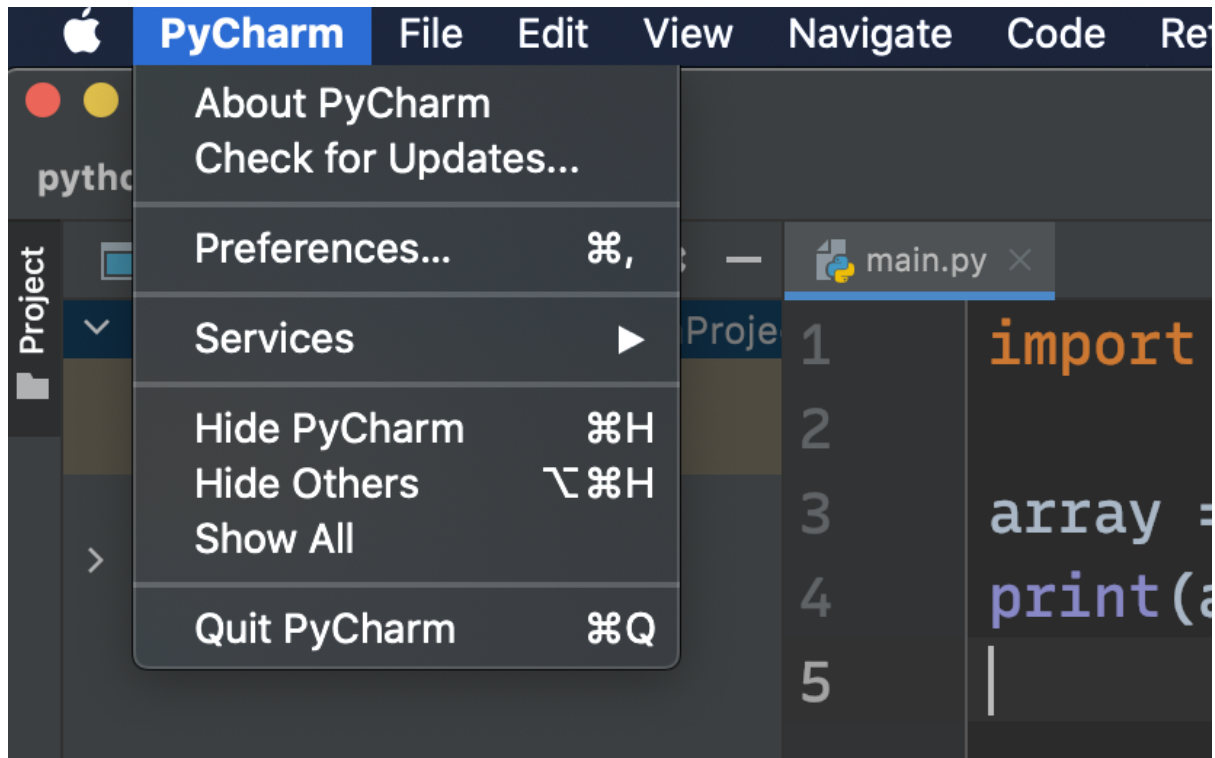 PyCharm File Edit View Navigate Code
About PyCharm
Check for Updates...
Preferences... ⌘,
Services ▶
Hide PyCharm ⌘H
Hide Others ⌥⌘H
Show All
Quit PyCharm ⌘Q
Project
main.py
1 import
2
3 array =
4 print(a
5